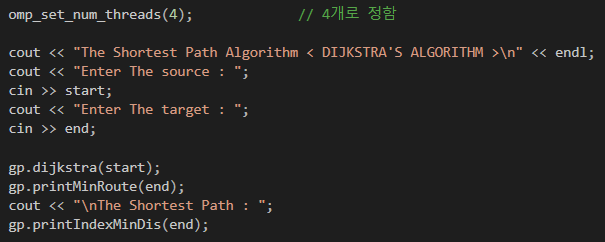 omp_set_num_threads(4);             // 4개로 정함
cout << "The Shortest Path Algorithm < DIJKSTRA'S ALGORITHM >\n" << endl;
cout << "Enter The source : ";
cin >> start;
cout << "Enter The target : ";
cin >> end;
gp.dijkstra(start);
gp.printMinRoute(end);
cout << "\nThe Shortest Path : ";
gp.printIndexMinDis(end);